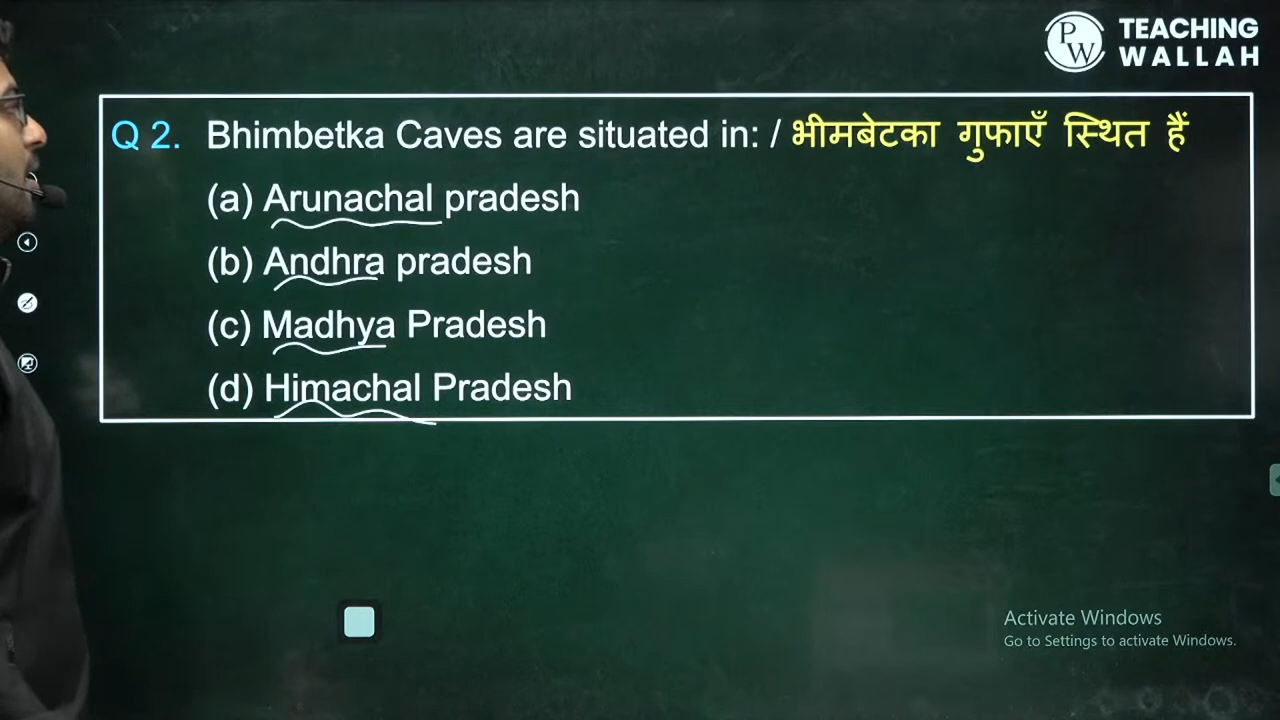 PW TEACHING
WALLAH
Q 2. Bhimbetka Caves are situated in: / भीमबेटका गुफाएँ स्थित हैं
(a) Arunachal pradesh
(b) Andhra pradesh
(c) Madhya Pradesh
(d) Himachal Pradesh
Activate Windows
Go to Settings to activate Windows.